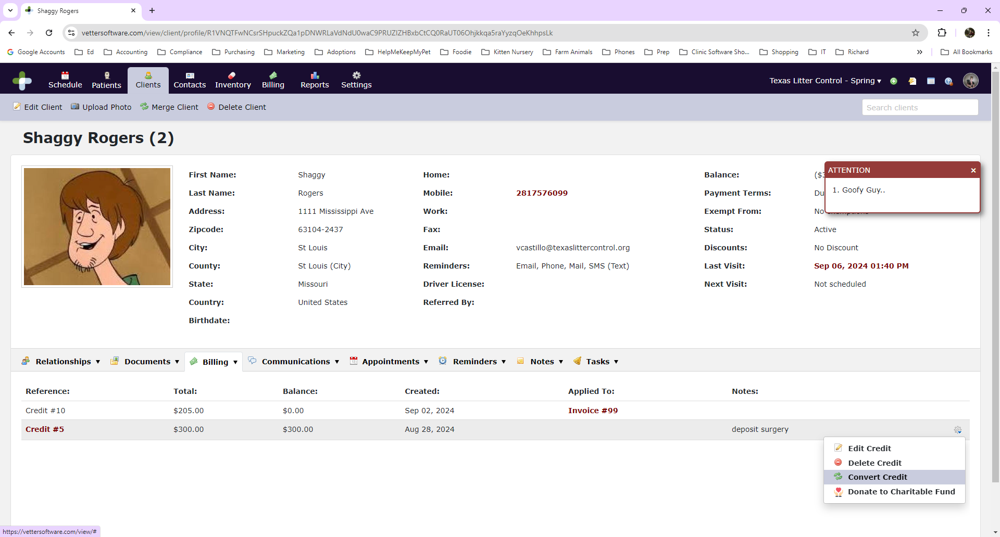 Shaggy Rogers
vettersoftware.com/view/client/profile/R1VNQTFwNCsrSHpuckZQa1pDNWRLaVdNdU0waC9PRUZIZHBxbCtCQ0RaUT06Ohjkkqa5raYyzqOeKhhpsLk
Google Accounts Ed Accounting Compliance Purchasing Marketing Adoptions HelpMeKeepMyPet Foodie Kitten Nursery Farm Animals Phones Prep Clinic Software Sho... Shopping IT Richard » All Bookmarks
Schedule Patients Clients Contacts Inventory Billing Reports Settings Texas Litter Control - Spring ▾
Edit Client Upload Photo Merge Client Delete Client Search clients
Shaggy Rogers (2)
First Name: Shaggy Home: Balance: ($3
ATTENTION
1. Goofy Guy..
Last Name: Rogers Mobile: 2817576099 Payment Terms: Du
Address: 1111 Mississippi Ave Work: Exempt From: No exemptions
Zipcode: 63104-2437 Fax: Status: Active
City: St Louis Email: vcastillo@texaslittercontrol.org Discounts: No Discount
County: St Louis (City) Reminders: Email, Phone, Mail, SMS (Text) Last Visit: Sep 06, 2024 01:40 PM
State: Missouri Driver License: Next Visit: Not scheduled
Country: United States Referred By:
Birthdate:
Relationships ▾ Documents ▾ Billing ▾ Communications ▾ Appointments ▾ Reminders ▾ Notes ▾ Tasks ▾
Reference: Total: Balance: Created: Applied To: Notes:
Credit #10 $205.00 $0.00 Sep 02, 2024 Invoice #99
Credit #5 $300.00 $300.00 Aug 28, 2024 deposit surgery
Edit Credit
Delete Credit
Convert Credit
Donate to Charitable Fund
https://vettersoftware.com/view/#